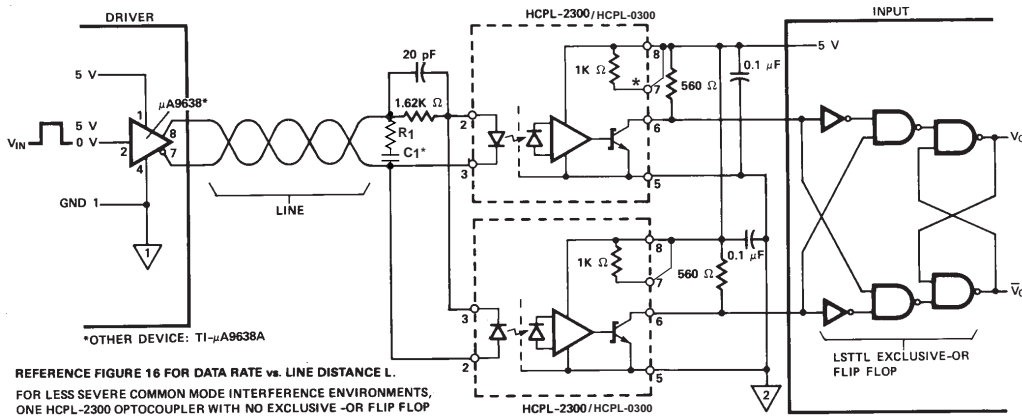 DRIVER
HCPL-2300/HCPL-0300
INPUT
5 V
µA9638*
VIN
5 V
0 V
1
8
2
7
4
GND 1
1
LINE
*OTHER DEVICE: TI-µA9638A
20 pF
1.62K Ω
R1
C1*
2
3
1K Ω
*
8
7
6
5
560 Ω
0.1 µF
5 V
3
2
1K Ω
8
7
6
5
560 Ω
0.1 µF
2
HCPL-2300/HCPL-0300
LSTTL EXCLUSIVE-OR
FLIP FLOP
REFERENCE FIGURE 16 FOR DATA RATE vs. LINE DISTANCE L.
FOR LESS SEVERE COMMON MODE INTERFERENCE ENVIRONMENTS,
ONE HCPL-2300 OPTOCOUPLER WITH NO EXCLUSIVE -OR FLIP FLOP